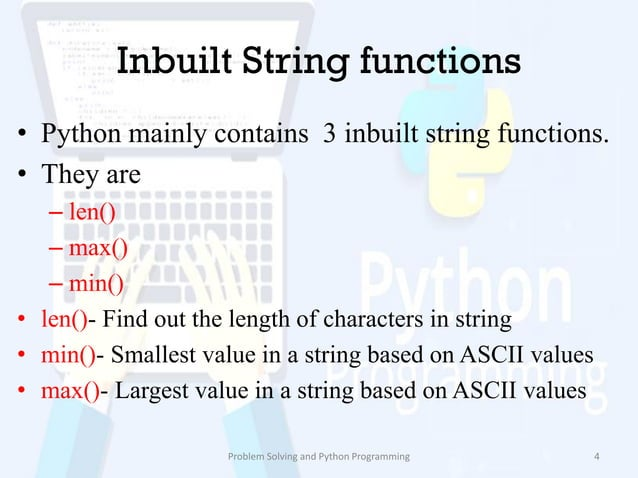 Inbuilt String functions
• Python mainly contains  3 inbuilt string functions.
• They are
– len()
– max()
– min()
• len()- Find out the length of characters in string
• min()- Smallest value in a string based on ASCII values
• max()- Largest value in a string based on ASCII values
Python
Programming
Problem Solving and Python Programming
4